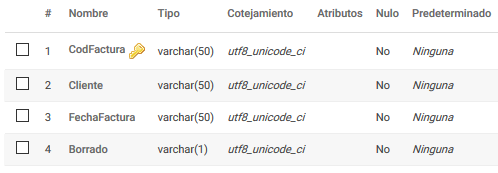 # Nombre Tipo Cotejamiento Atributos Nulo Predeterminado
1 CodFactura varchar(50) utf8_unicode_ci No Ninguna
2 Cliente varchar(50) utf8_unicode_ci No Ninguna
3 FechaFactura varchar(50) utf8_unicode_ci No Ninguna
4 Borrado varchar(1) utf8_unicode_ci No Ninguna